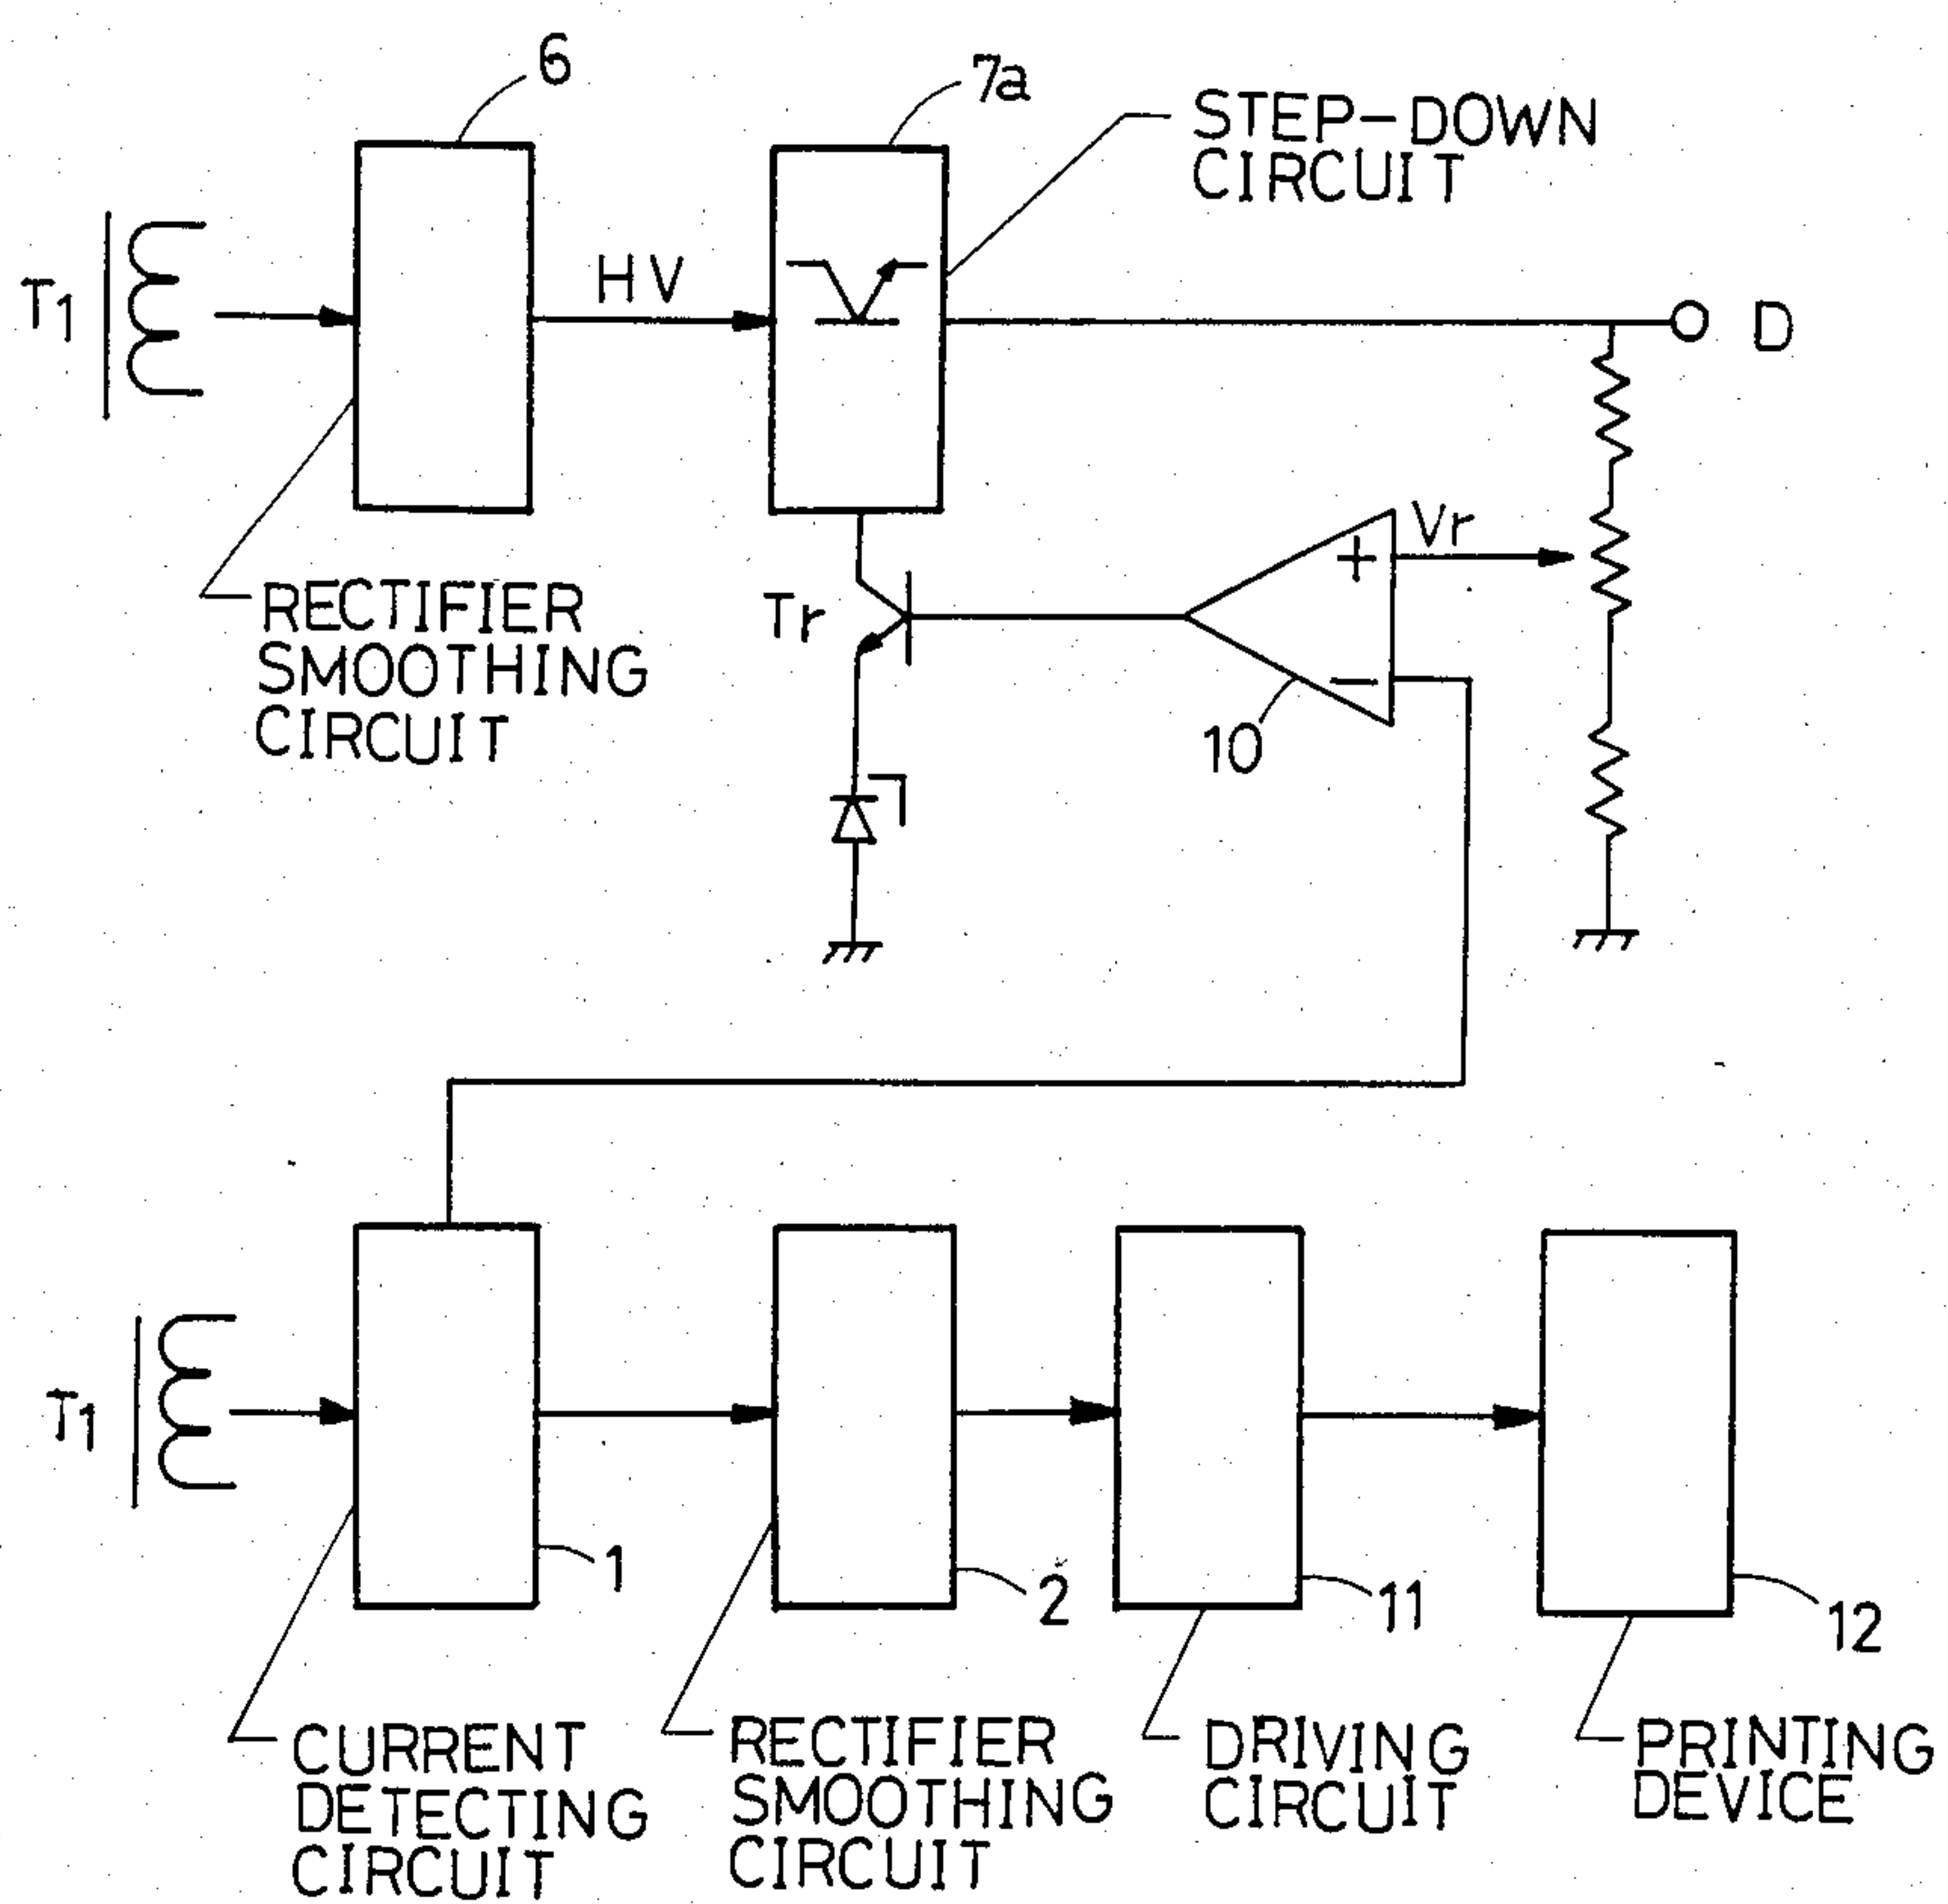 6
7a
STEP-DOWN
CIRCUIT
T1
HV
D
Vr
+
Tr
−
10
RECTIFIER
SMOOTHING
CIRCUIT
T1
1
2
11
12
CURRENT
DETECTING
CIRCUIT
RECTIFIER
SMOOTHING
CIRCUIT
DRIVING
CIRCUIT
PRINTING
DEVICE